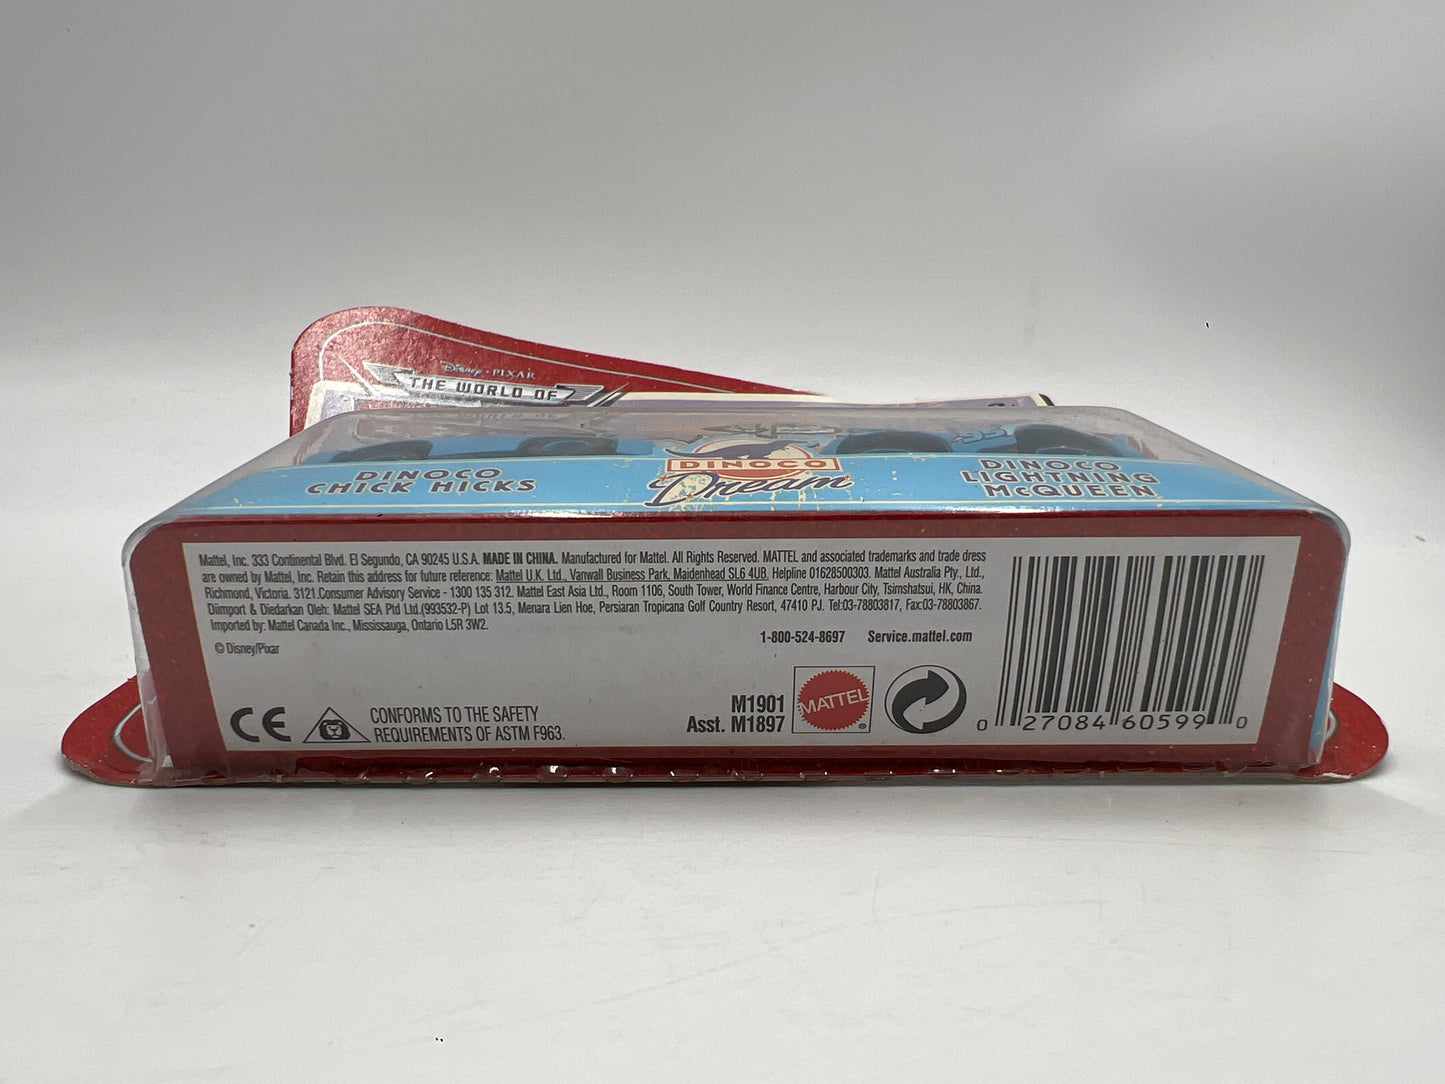 Disney • PIXAR
THE WORLD OF
DINOCO
CHICK HICKS
DINOCO
Dream
DINOCO
LIGHTNING
McQUEEN
Mattel, Inc. 333 Continental Blvd. El Segundo, CA 90245 U.S.A. MADE IN CHINA. Manufactured for Mattel. All Rights Reserved. MATTEL and associated trademarks and trade dress
are owned by Mattel, Inc. Retain this address for future reference: Mattel U.K. Ltd., Vanwall Business Park, Maidenhead SL6 4UB. Helpline 01628500303. Mattel Australia Pty., Ltd.,
Richmond, Victoria. 3121.Consumer Advisory Service - 1300 135 312. Mattel East Asia Ltd., Room 1106, South Tower, World Finance Centre, Harbour City, Tsimshatsui, HK, China.
Diimport & Diedarkan Oleh: Mattel SEA Ptd Ltd.(993532-P) Lot 13.5, Menara Lien Hoe, Persiaran Tropicana Golf Country Resort, 47410 PJ. Tel:03-78803817, Fax:03-78803867.
Imported by: Mattel Canada Inc., Mississauga, Ontario L5R 3W2.
1-800-524-8697 Service.mattel.com
© Disney/Pixar
CE
CONFORMS TO THE SAFETY
REQUIREMENTS OF ASTM F963.
M1901
Asst. M1897
MATTEL
®
0 27084 60599 0